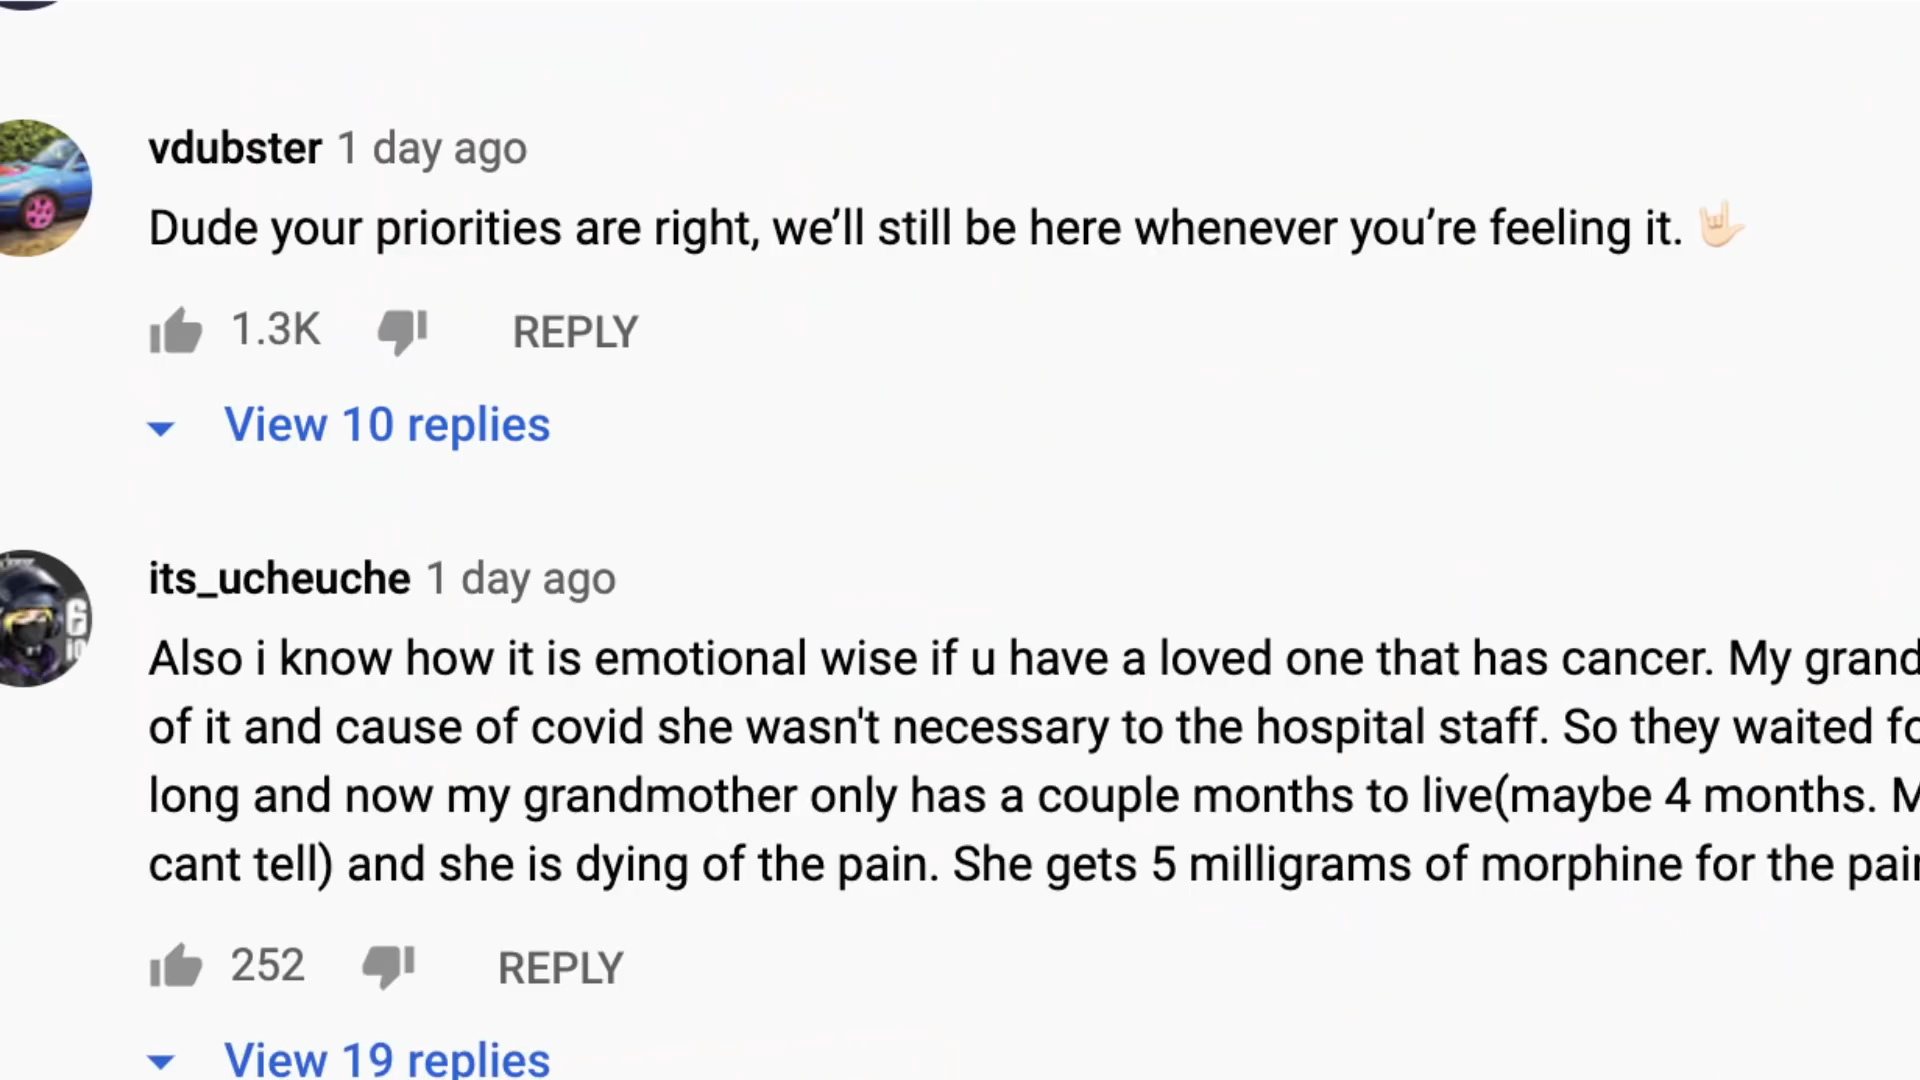 vdubster 1 day ago
Dude your priorities are right, we’ll still be here whenever you’re feeling it. 🤟🏻
1.3K REPLY
View 10 replies
its_ucheuche 1 day ago
Also i know how it is emotional wise if u have a loved one that has cancer. My grand
of it and cause of covid she wasn't necessary to the hospital staff. So they waited fo
long and now my grandmother only has a couple months to live(maybe 4 months. M
cant tell) and she is dying of the pain. She gets 5 milligrams of morphine for the pain
252 REPLY
View 19 replies